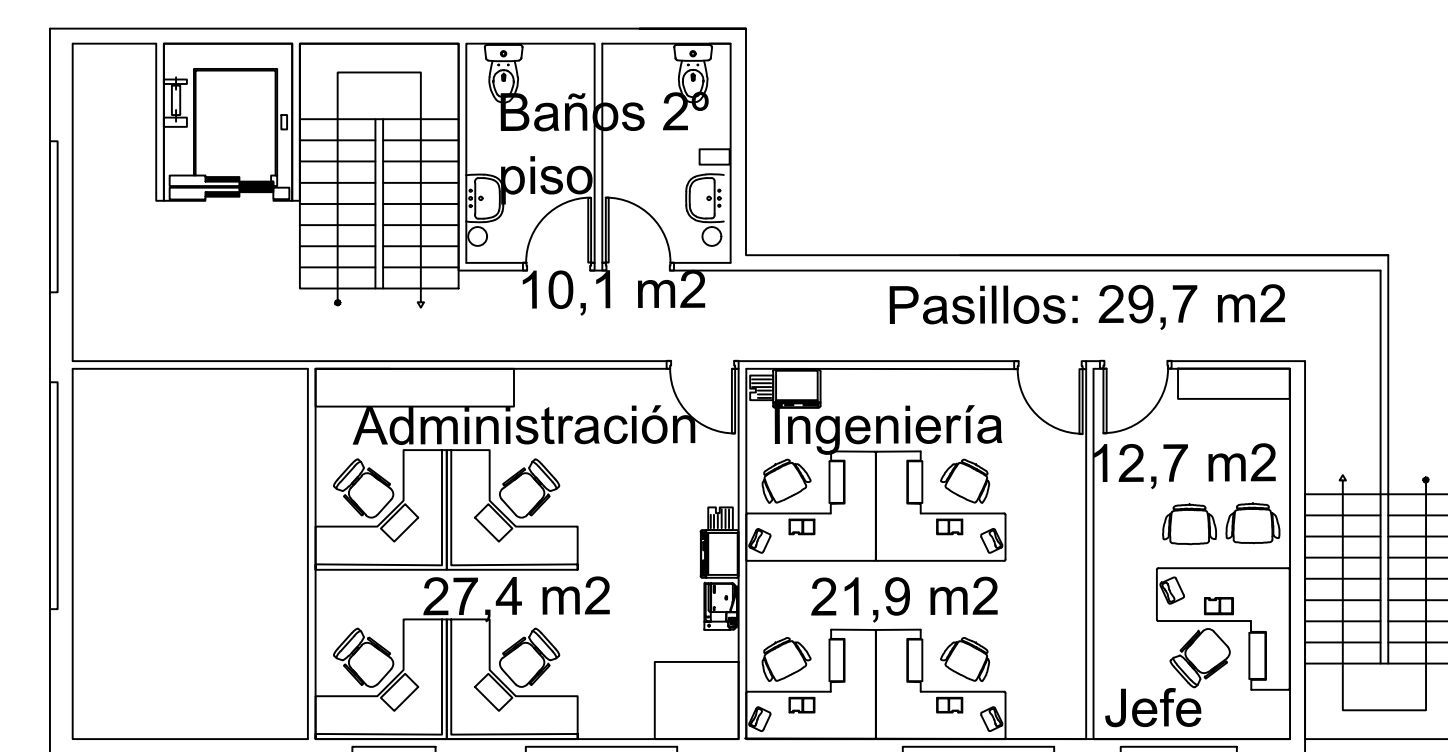 Baños 2º
piso
10,1 m2
Pasillos: 29,7 m2
Administración
Ingeniería
12,7 m2
27,4 m2
21,9 m2
Jefe